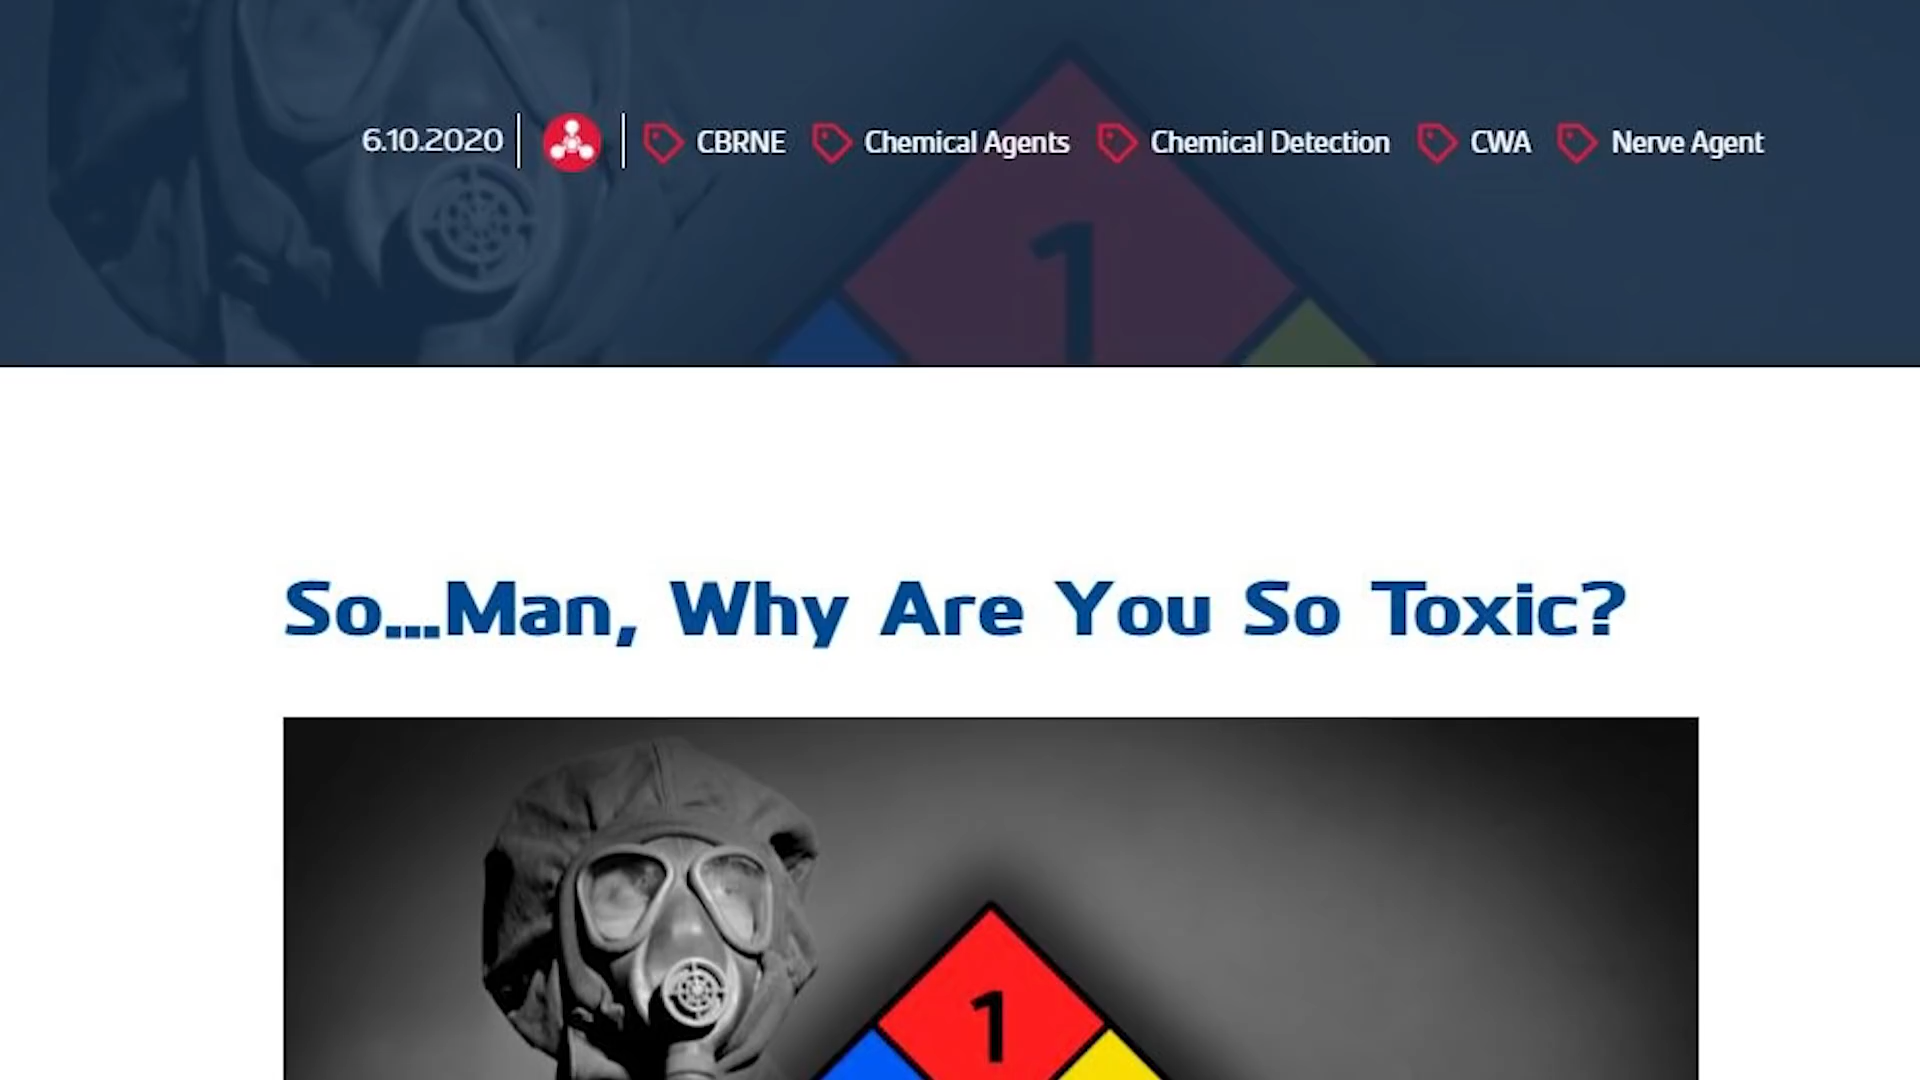 6.10.2020 CBRNE Chemical Agents Chemical Detection CWA Nerve Agent
1
So...Man, Why Are You So Toxic?
1